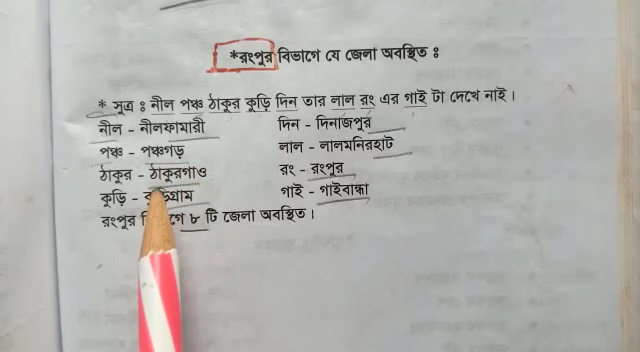 *রংপুর বিভাগে যে জেলা অবস্থিত ঃ
* সুত্র ঃ নীল পঞ্চ ঠাকুর কুড়ি দিন তার লাল রং এর গাই টা দেখে নাই।
নীল - নীলফামারী
পঞ্চ - পঞ্চগড়
ঠাকুর - ঠাকুরগাও
কুড়ি -
দিন - দিনাজপুর
লাল - লালমনিরহাট
রং - রংপুর
গাই - গাইবান্ধা
রংপুর ৮ টি জেলা অবস্থিত।